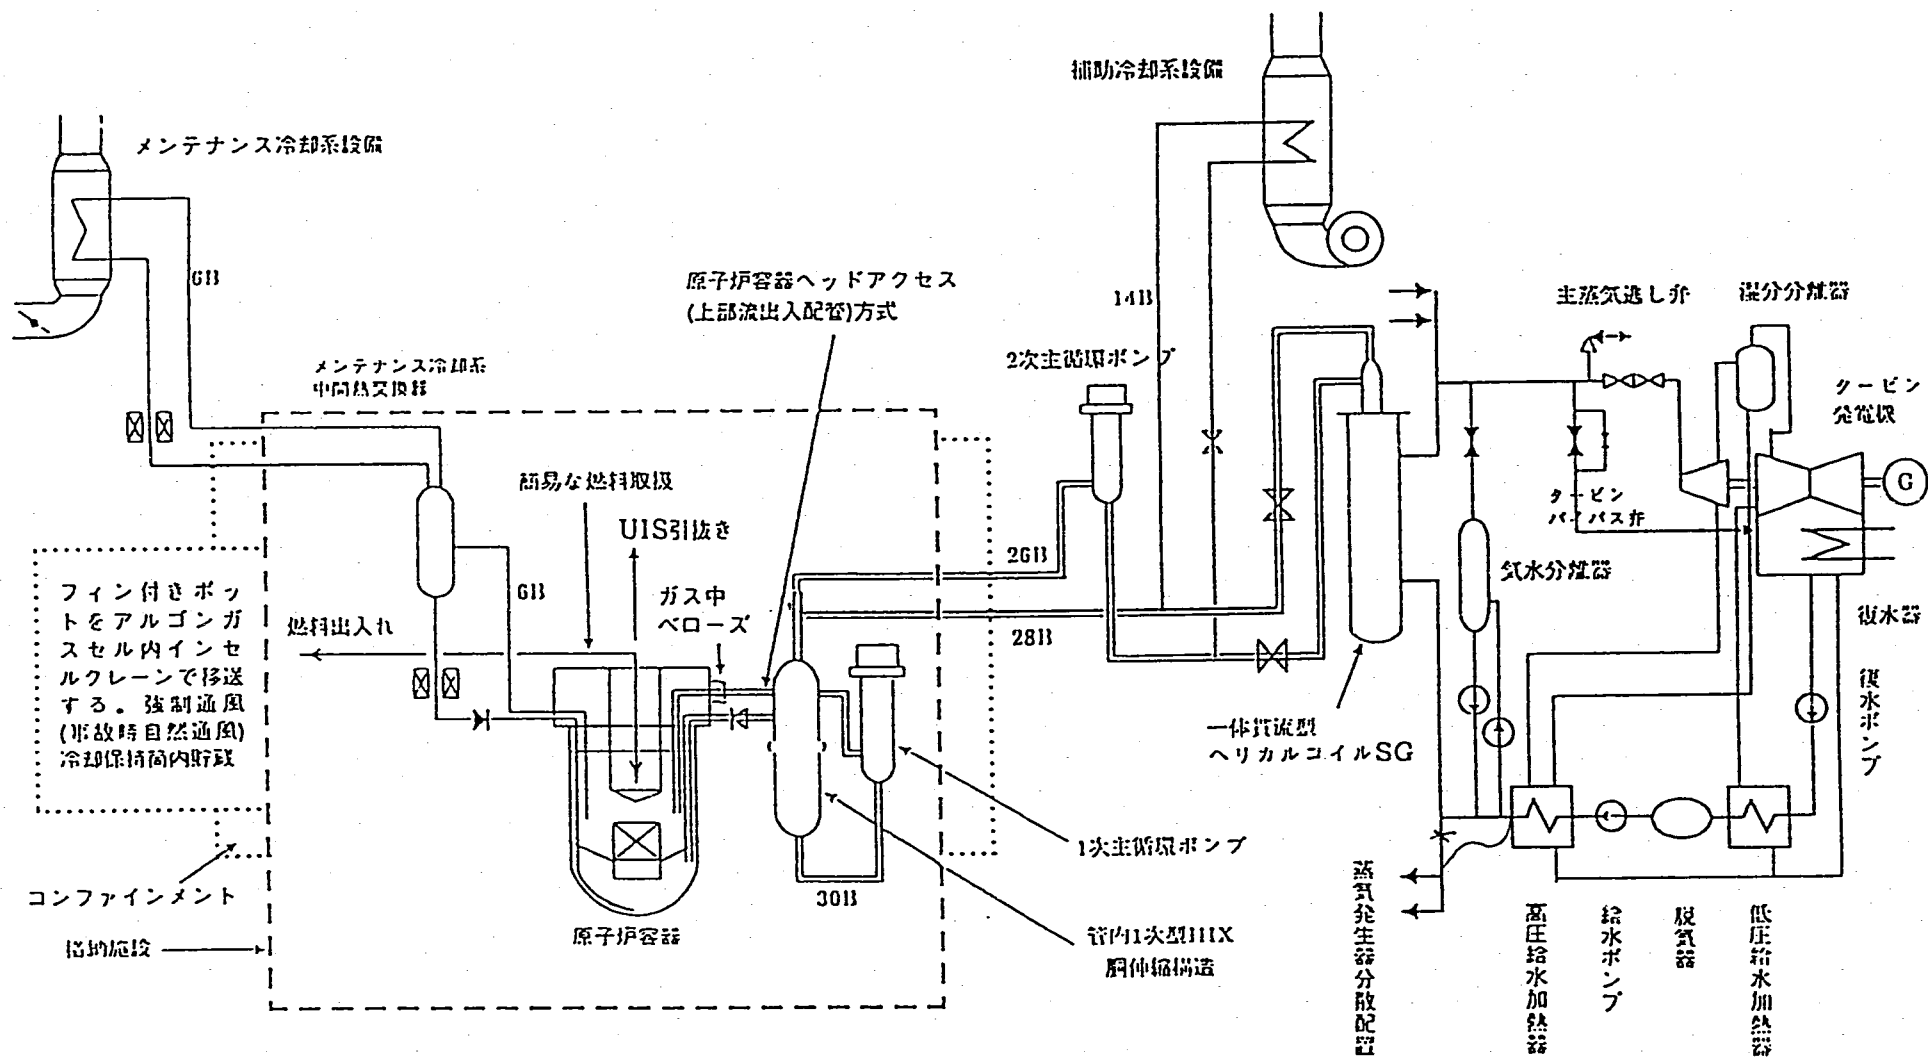 補助冷却系設備
メンテナンス冷却系設備
6B
原子炉容器ヘッドアクセス
(上部流出入配管)方式
14B
主蒸気逃し弁
湿分分離器
2次主循環ポンプ
メンテナンス冷却系
中間熱交換器
タービン
発電機
簡易な燃料取扱
UIS引抜き
G
タービン
バイパス弁
26B
気水分離器
フィン付きポッ
トをアルゴンガ
スセル内インセ
ルクレーンで移送
する。強制通風
(事故時自然通風)
冷却保持筒内貯蔵
6B
ガス中
ベローズ
燃料出入れ
28B
復水器
復水ポンプ
一体貫流型
ヘリカルコイルSG
1次主循環ポンプ
コンファインメント
30B
原子炉容器
管内1次型IHX
胴伸縮構造
補助施設
蒸気発生器分散配置
高圧給水加熱器
給水ポンプ
脱気器
低圧給水加熱器